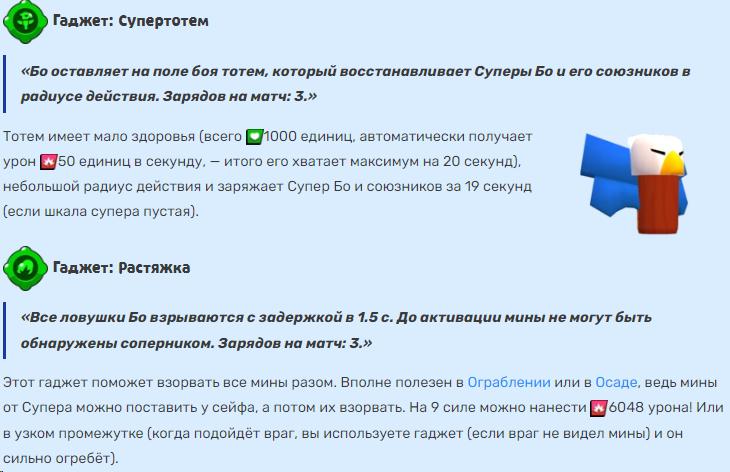 Гаджет: Супертотем
«Бо оставляет на поле боя тотем, который восстанавливает Суперы Бо и его союзников в
радиусе действия. Зарядов на матч: 3.»
Тотем имеет мало здоровья (всего 1000 единиц, автоматически получает
урон 50 единиц в секунду, — итого его хватает максимум на 20 секунд),
небольшой радиус действия и заряжает Супер Бо и союзников за 19 секунд
(если шкала супера пустая).
Гаджет: Растяжка
«Все ловушки Бо взрываются с задержкой в 1.5 с. До активации мины не могут быть
обнаружены соперником. Зарядов на матч: 3.»
Этот гаджет поможет взорвать все мины разом. Вполне полезен в Ограблении или в Осаде, ведь мины
от Супера можно поставить у сейфа, а потом их взорвать. На 9 силе можно нанести 6048 урона! Или
в узком промежутке (когда подойдёт враг, вы используете гаджет (если враг не видел мины) и он
сильно огребёт).